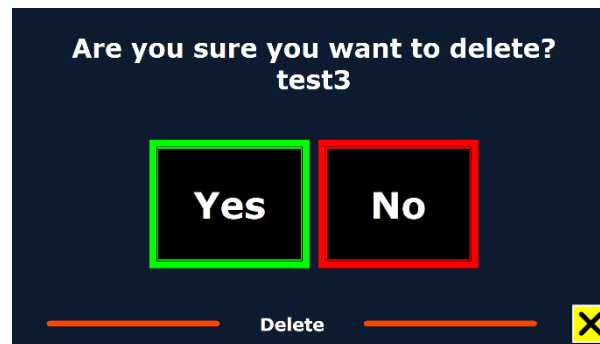 Are you sure you want to delete?
test3
Yes
No
Delete